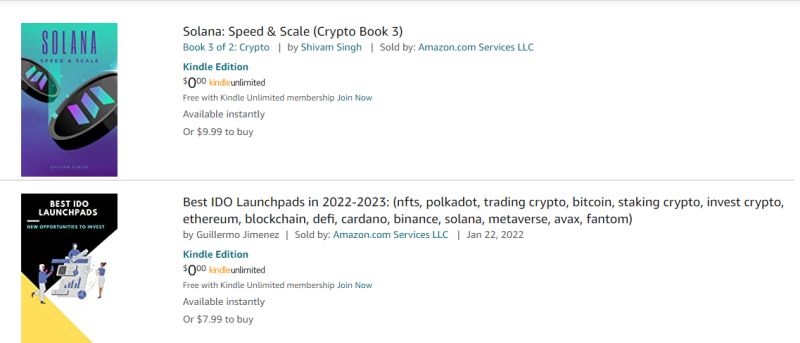 SOLANA
SPEED & SCALE
SHIVAM SINGH
Solana: Speed & Scale (Crypto Book 3)
Book 3 of 2: Crypto | by Shivam Singh | Sold by: Amazon.com Services LLC
Kindle Edition
$0.00 kindleunlimited
Free with Kindle Unlimited membership Join Now
Available instantly
Or $9.99 to buy
BEST IDO
LAUNCHPADS
NEW OPPORTUNITIES TO INVEST
Best IDO Launchpads in 2022-2023: (nfts, polkadot, trading crypto, bitcoin, staking crypto, invest crypto,
ethereum, blockchain, defi, cardano, binance, solana, metaverse, avax, fantom)
by Guillermo Jimenez | Sold by: Amazon.com Services LLC | Jan 22, 2022
Kindle Edition
$0.00 kindleunlimited
Free with Kindle Unlimited membership Join Now
Available instantly
Or $7.99 to buy